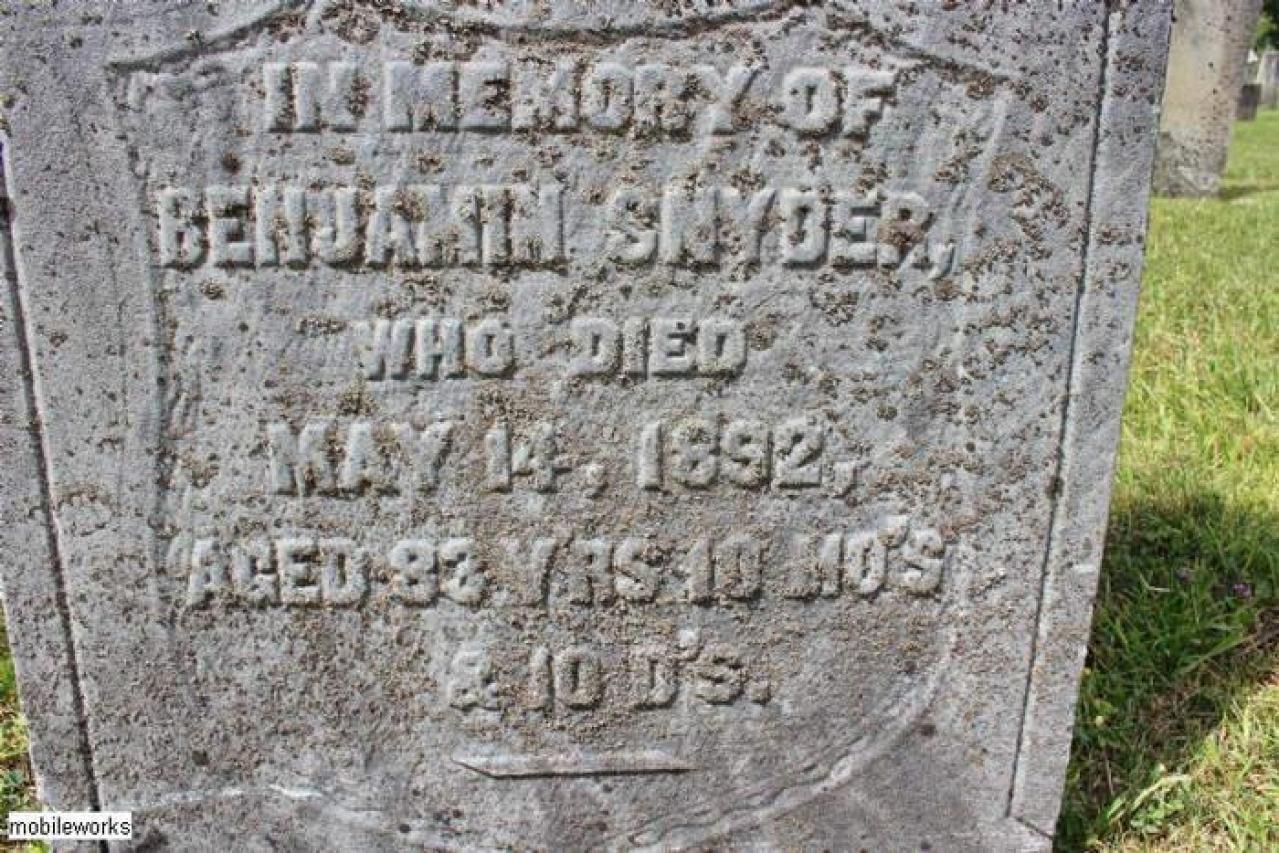 IN MEMORY OF
BENJAMIN SNYDER,
WHO DIED
MAY 14, 1892,
AGED 83 YRS. 10 MO'S
& 10 D'S.
mobileworks